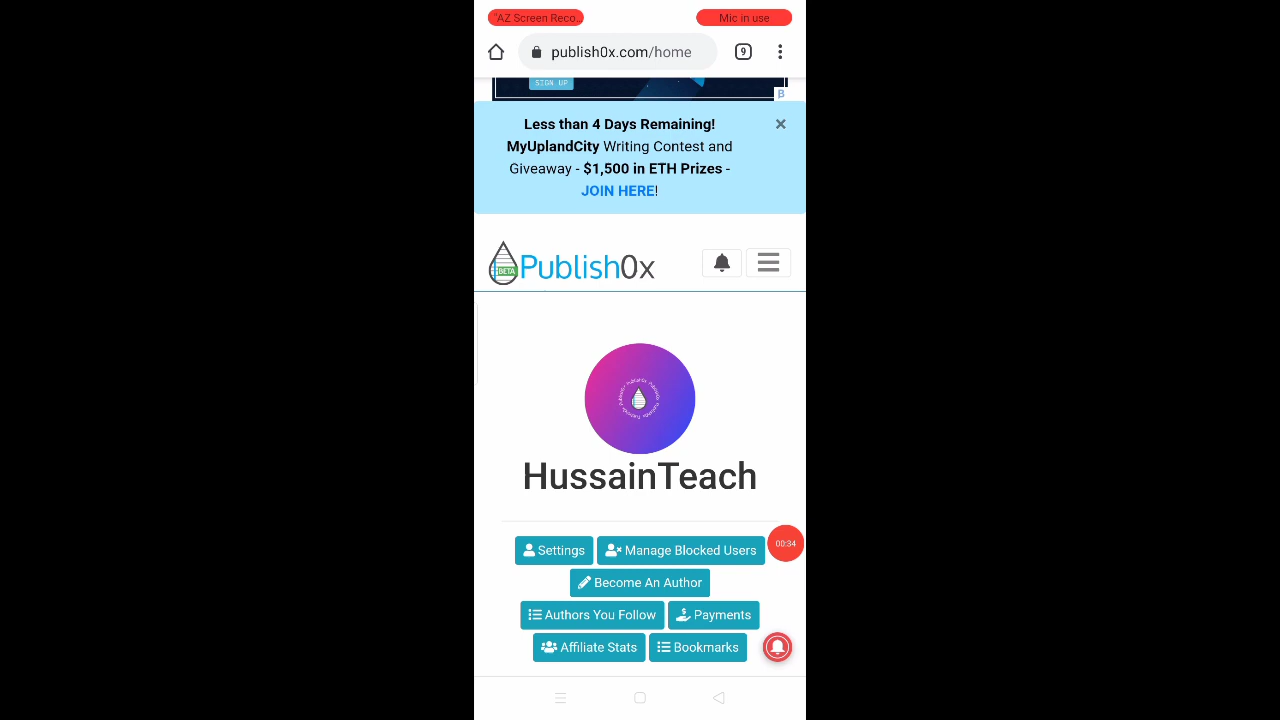 "AZ Screen Reco..
Mic in use
publish0x.com/home
9
SIGN UP
B
Less than 4 Days Remaining!
MyUplandCity Writing Contest and
Giveaway - $1,500 in ETH Prizes -
JOIN HERE!
BETA
Publish0x
HussainTeach
Settings
Manage Blocked Users
00:34
Become An Author
Authors You Follow
Payments
Affiliate Stats
Bookmarks